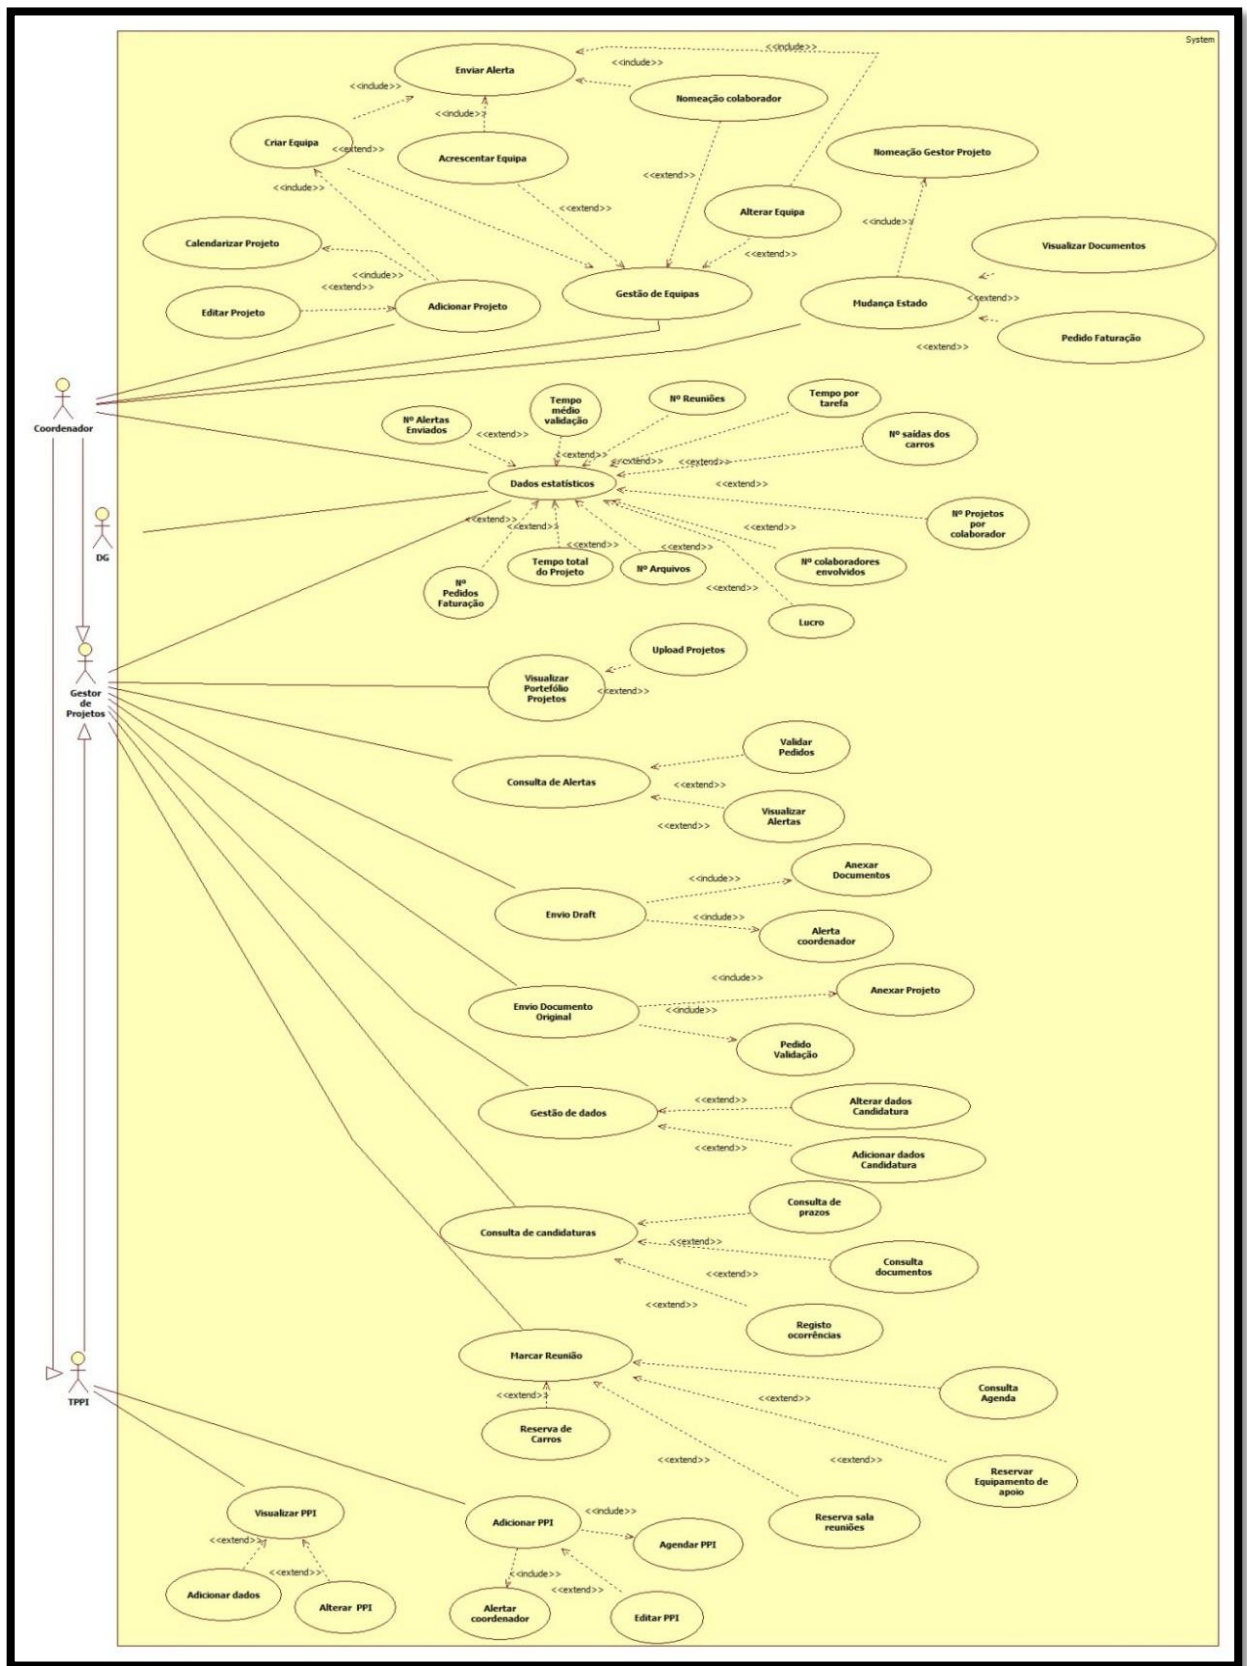 System
<<include>>
Enviar Alerta
<<include>>
<<include>>
Nomeação colaborador
<<include>>
Criar Equipa
<<extend>>
Acrescentar Equipa
Nomeação Gestor Projeto
<<include>>
<<extend>>
<<extend>>
Alterar Equipa
<<include>>
Calendarizar Projeto
<<extend>>
Visualizar Documentos
<<include>>
<<extend>>
Editar Projeto
Adicionar Projeto
Gestão de Equipas
Mudança Estado
<<extend>>
Pedido Faturação
<<extend>>
Coordenador
Nº Alertas
Enviados
<<extend>>
Tempo
médio
validação
Nº Reuniões
Tempo por
tarefa
Nº saídas dos
carros
<<extend>>
<<extend>>
<<extend>>
Dados estatísticos
<<extend>>
Nº Projetos
por
colaborador
DG
<<extend>>
<<extend>>
<<extend>>
<<extend>>
<<extend>>
Tempo total
do Projeto
Nº Arquivos
Nº colaboradores
envolvidos
Nº
Pedidos
Faturação
Lucro
Gestor
de
Projetos
Upload Projetos
Visualizar
Portefólio
Projetos
<<extend>>
Validar
Pedidos
Consulta de Alertas
<<extend>>
<<extend>>
Visualizar
Alertas
<<include>>
Anexar
Documentos
Envio Draft
<<include>>
Alerta
coordenador
<<include>>
Anexar Projeto
Envio Documento
Original
<<include>>
Pedido
Validação
Gestão de dados
<<extend>>
Alterar dados
Candidatura
<<extend>>
Adicionar dados
Candidatura
Consulta de
prazos
Consulta de candidaturas
<<extend>>
Consulta
documentos
<<extend>>
<<extend>>
Registo
ocorrências
Marcar Reunião
TPPI
<<extend>>
Reserva de
Carros
Consulta
Agenda
<<extend>>
<<extend>>
<<extend>>
Reservar
Equipamento de
apoio
Reserva sala
reuniões
Visualizar PPI
Adicionar PPI
<<include>>
Agendar PPI
<<extend>>
<<extend>>
Adicionar dados
Alterar PPI
<<include>>
<<extend>>
Alertar
coordenador
Editar PPI